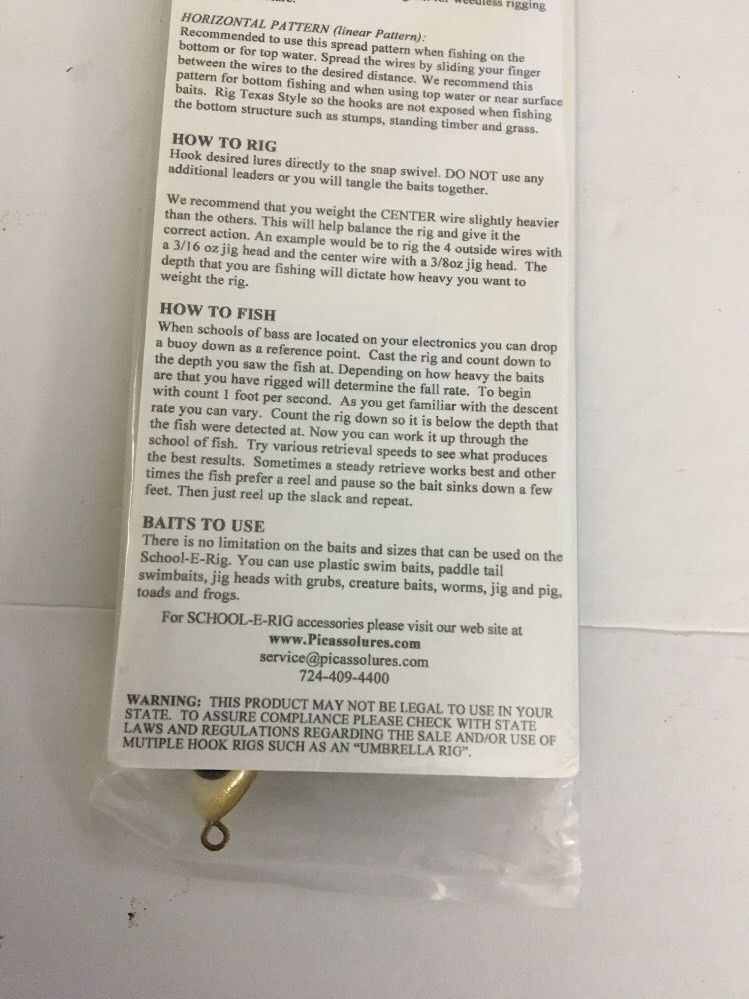 weedless rigging
HORIZONTAL PATTERN (linear Pattern):
Recommended to use this spread pattern when fishing on the
bottom or for top water. Spread the wires by sliding your finger
between the wires to the desired distance. We recommend this
pattern for bottom fishing and when using top water or near surface
baits. Rig Texas Style so the hooks are not exposed when fishing
the bottom structure such as stumps, standing timber and grass.
HOW TO RIG
Hook desired lures directly to the snap swivel. DO NOT use any
additional leaders or you will tangle the baits together.
We recommend that you weight the CENTER wire slightly heavier
than the others. This will help balance the rig and give it the
correct action. An example would be to rig the 4 outside wires with
a 3/16 oz jig head and the center wire with a 3/8oz jig head. The
depth that you are fishing will dictate how heavy you want to
weight the rig.
HOW TO FISH
When schools of bass are located on your electronics you can drop
a buoy down as a reference point. Cast the rig and count down to
the depth you saw the fish at. Depending on how heavy the baits
are that you have rigged will determine the fall rate. To begin
with count 1 foot per second. As you get familiar with the descent
rate you can vary. Count the rig down so it is below the depth that
the fish were detected at. Now you can work it up through the
school of fish. Try various retrieval speeds to see what produces
the best results. Sometimes a steady retrieve works best and other
times the fish prefer a reel and pause so the bait sinks down a few
feet. Then just reel up the slack and repeat.
BAITS TO USE
There is no limitation on the baits and sizes that can be used on the
School-E-Rig. You can use plastic swim baits, paddle tail
swimbaits, jig heads with grubs, creature baits, worms, jig and pig,
toads and frogs.
For SCHOOL-E-RIG accessories please visit our web site at
www.Picassolures.com
service@picassolures.com
724-409-4400
WARNING: THIS PRODUCT MAY NOT BE LEGAL TO USE IN YOUR
STATE. TO ASSURE COMPLIANCE PLEASE CHECK WITH STATE
LAWS AND REGULATIONS REGARDING THE SALE AND/OR USE OF
MUTIPLE HOOK RIGS SUCH AS AN “UMBRELLA RIG”.